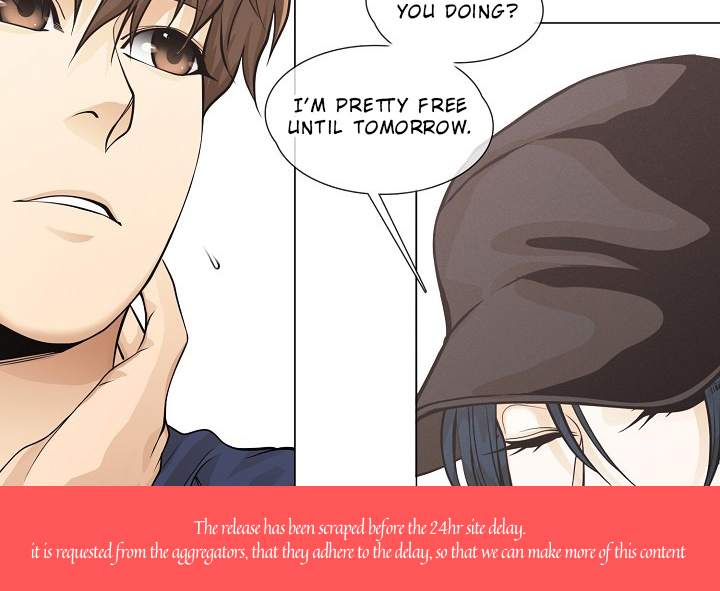 YOU DOING?
I'M PRETTY FREE
UNTIL TOMORROW.
The release has been scraped before the 24hr site delay.
it is requested from the aggregators, that they adhere to the delay, so that we can make more of this content